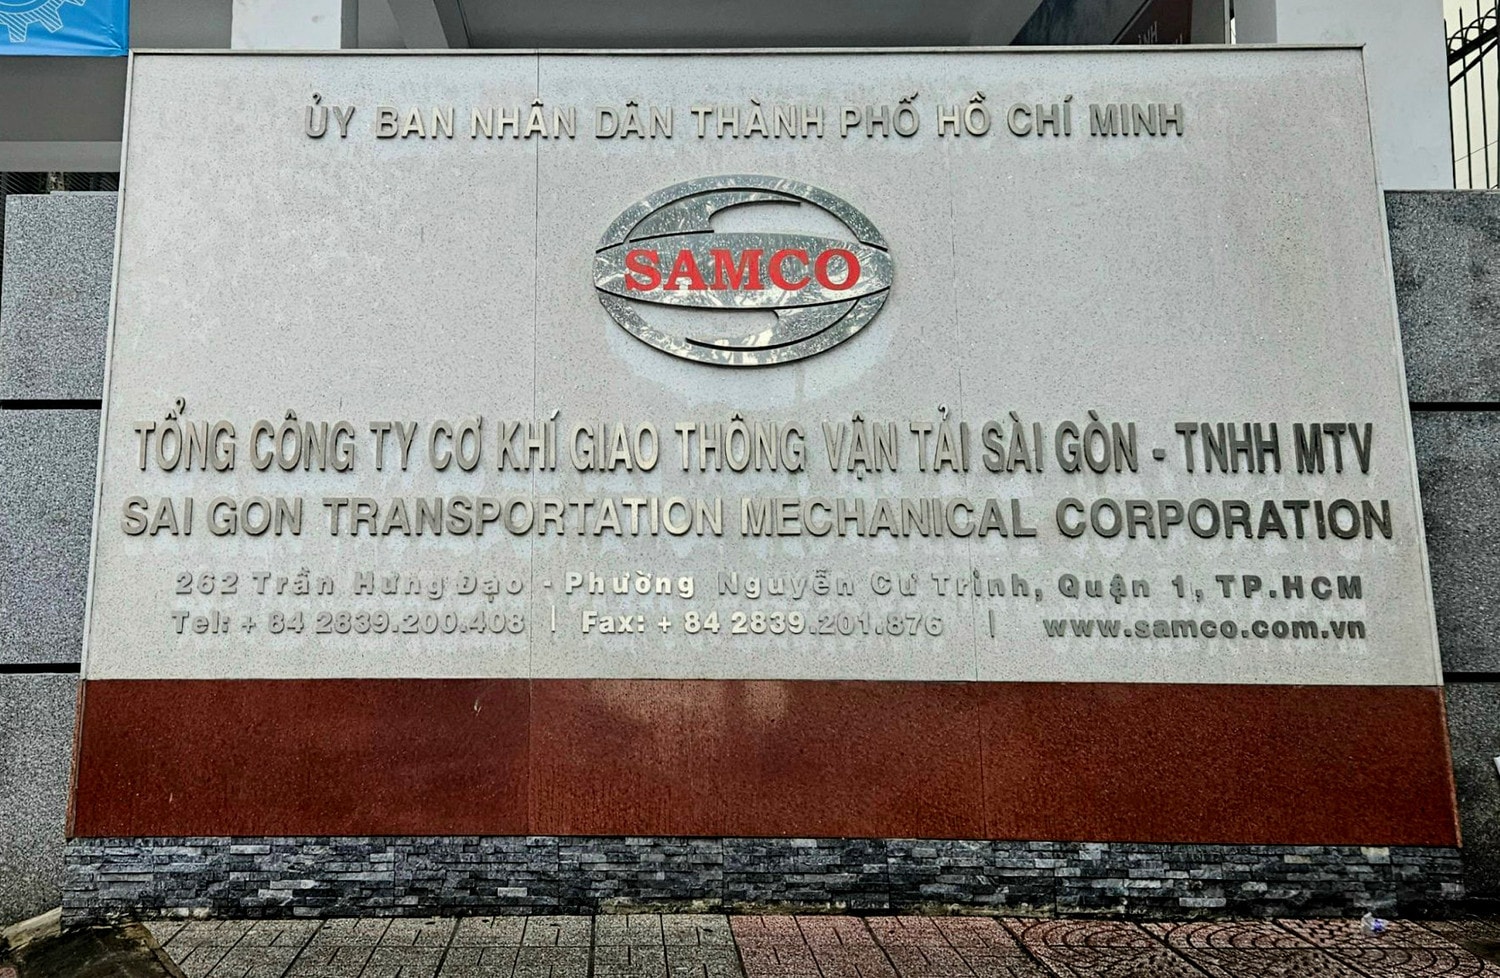 ỦY BAN NHÂN DÂN THÀNH PHỐ HỒ CHÍ MINH
SAMCO
TỔNG CÔNG TY CƠ KHÍ GIAO THÔNG VẬN TẢI SÀI GÒN - TNHH MTV
SAI GON TRANSPORTATION MECHANICAL CORPORATION
262 Trần Hưng Đạo - Phường Nguyễn Cư Trinh, Quận 1, TP.HCM
Tel: + 84 2839.200.408 | Fax: + 84 2839.201.876 | www.samco.com.vn